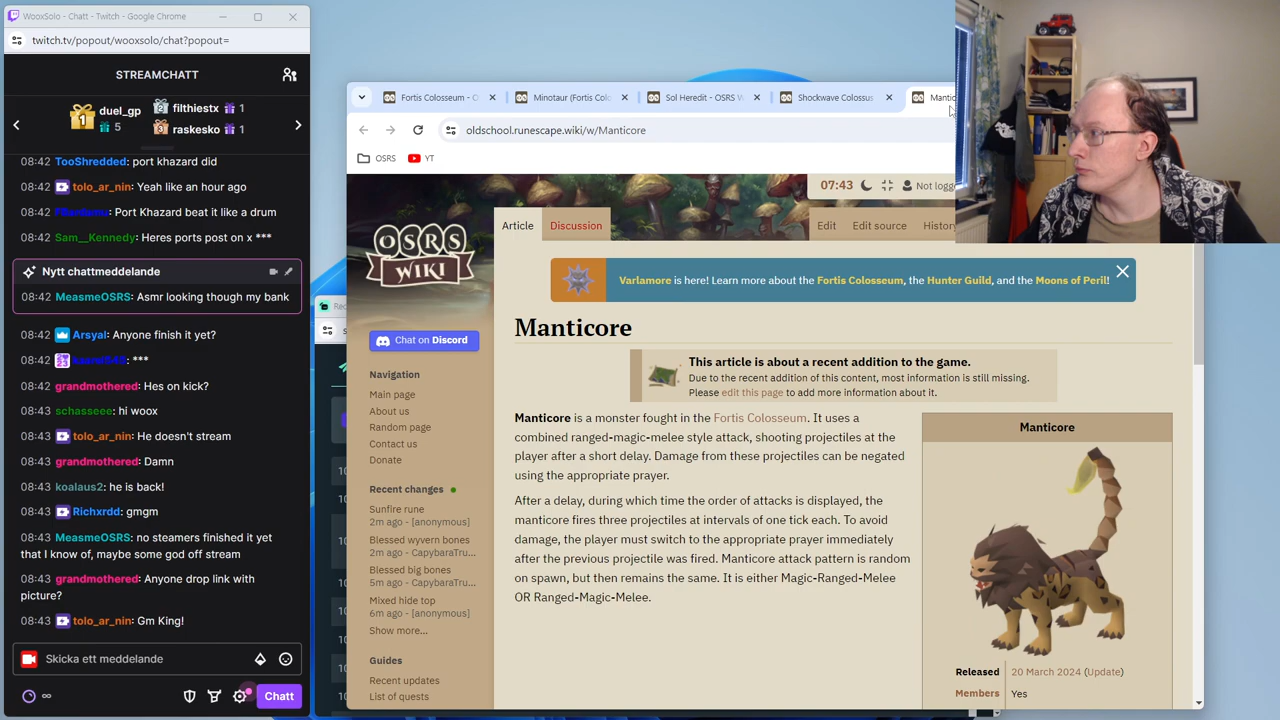 WooxSolo - Chatt - Twitch - Google Chrome
twitch.tv/popout/wooxsolo/chat?popout=
STREAMCHATT
duel_gp
5
2 filthiestx 1
3 raskesko 1
08:42 TooShredded: port khazard did
08:42 tolo_ar_nin: Yeah like an hour ago
08:42 Port Khazard beat it like a drum
08:42 Sam__Kennedy: Heres ports post on x ***
Nytt chattmeddelande
08:42 MeasmeOSRS: Asmr looking though my bank
08:42 Arsyal: Anyone finish it yet?
08:42 ***
08:42 grandmothered: Hes on kick?
08:42 schasseee: hi woox
08:43 tolo_ar_nin: He doesn't stream
08:43 grandmothered: Damn
08:43 koalaus2: he is back!
08:43 Richxrdd: gmgm
08:43 MeasmeOSRS: no steamers finished it yet
that I know of, maybe some god off stream
08:43 grandmothered: Anyone drop link with
picture?
08:43 tolo_ar_nin: Gm King!
Skicka ett meddelande
∞
Chatt
Fortis Colosseum - O
Minotaur (Fortis Colo
Sol Heredit - OSRS W
Shockwave Colossus
Mantic
oldschool.runescape.wiki/w/Manticore
OSRS
YT
07:43
Not logg
OSRS
WIKI
Article
Discussion
Edit
Edit source
History
Varlamore is here! Learn more about the Fortis Colosseum, the Hunter Guild, and the Moons of Peril!
Chat on Discord
Navigation
Main page
About us
Random page
Contact us
Donate
Recent changes
Sunfire rune
2m ago - [anonymous]
Blessed wyvern bones
2m ago - CapybaraTru...
Blessed big bones
5m ago - CapybaraTru...
Mixed hide top
6m ago - [anonymous]
Show more...
Guides
Recent updates
List of quests
Manticore
This article is about a recent addition to the game.
Due to the recent addition of this content, most information is still missing.
Please edit this page to add more information about it.
Manticore is a monster fought in the Fortis Colosseum. It uses a
combined ranged-magic-melee style attack, shooting projectiles at the
player after a short delay. Damage from these projectiles can be negated
using the appropriate prayer.
After a delay, during which time the order of attacks is displayed, the
manticore fires three projectiles at intervals of one tick each. To avoid
damage, the player must switch to the appropriate prayer immediately
after the previous projectile was fired. Manticore attack pattern is random
on spawn, but then remains the same. It is either Magic-Ranged-Melee
OR Ranged-Magic-Melee.
Manticore
Released 20 March 2024 (Update)
Members Yes